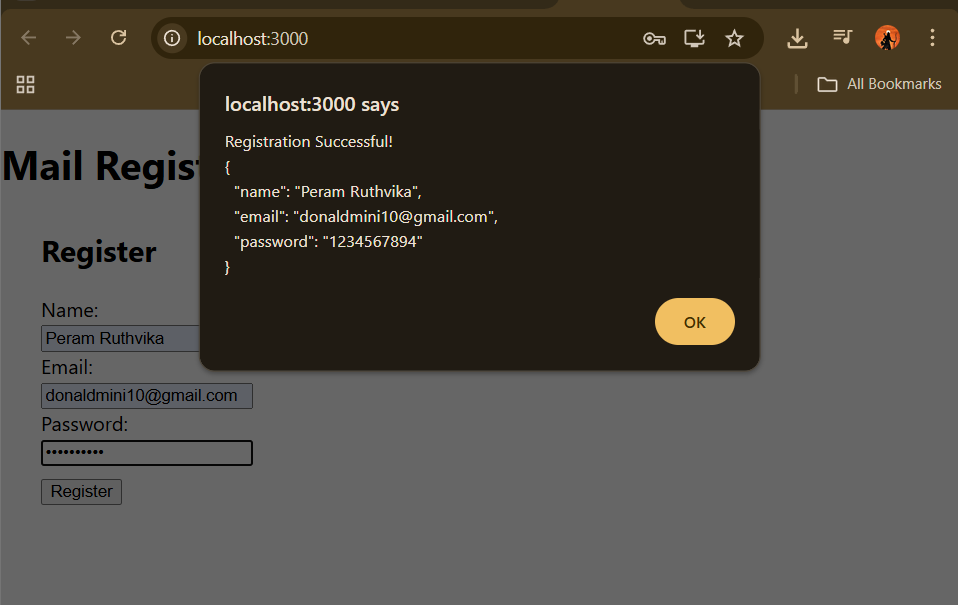 localhost:3000
All Bookmarks
localhost:3000 says
Registration Successful!
{
"name": "Peram Ruthvika",
"email": "donaldmini10@gmail.com",
"password": "1234567894"
}
OK
Mail Regis
Register
Name:
Peram Ruthvika
Email:
donaldmini10@gmail.com
Password:
••••••••••
Register